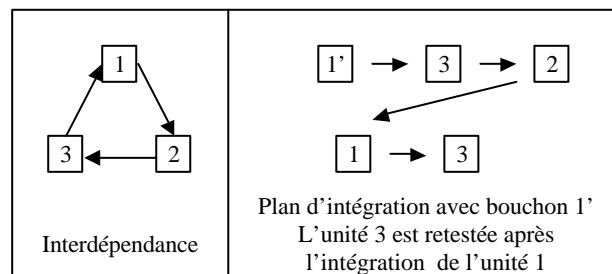 1
3
2
Interdépendance
1’ 3 2
1 3
Plan d’intégration avec bouchon 1’
L’unité 3 est retestée après
l’intégration de l’unité 1